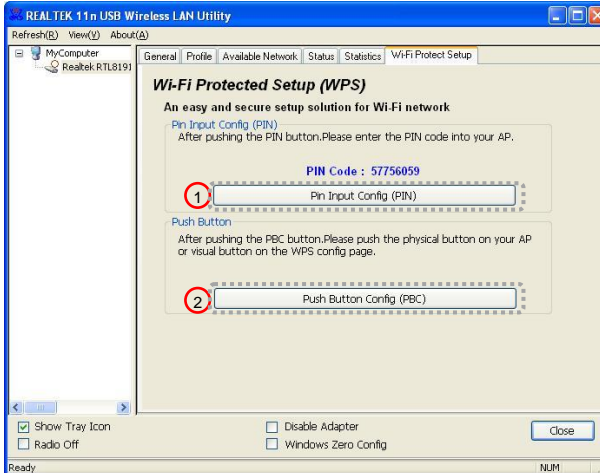 REALTEK 11n USB Wireless LAN Utility
Refresh(R) View(V) About(A)
MyComputer
Realtek RTL8191
General Profile Available Network Status Statistics Wi-Fi Protect Setup
Wi-Fi Protected Setup (WPS)
An easy and secure setup solution for Wi-Fi network
Pin Input Config (PIN)
After pushing the PIN button.Please enter the PIN code into your AP.
PIN Code : 57756059
1 Pin Input Config (PIN)
Push Button
After pushing the PBC button.Please push the physical button on your AP
or visual button on the WPS config page.
2 Push Button Config (PBC)
Show Tray Icon
Disable Adapter
Close
Radio Off
Windows Zero Config
Ready
NUM